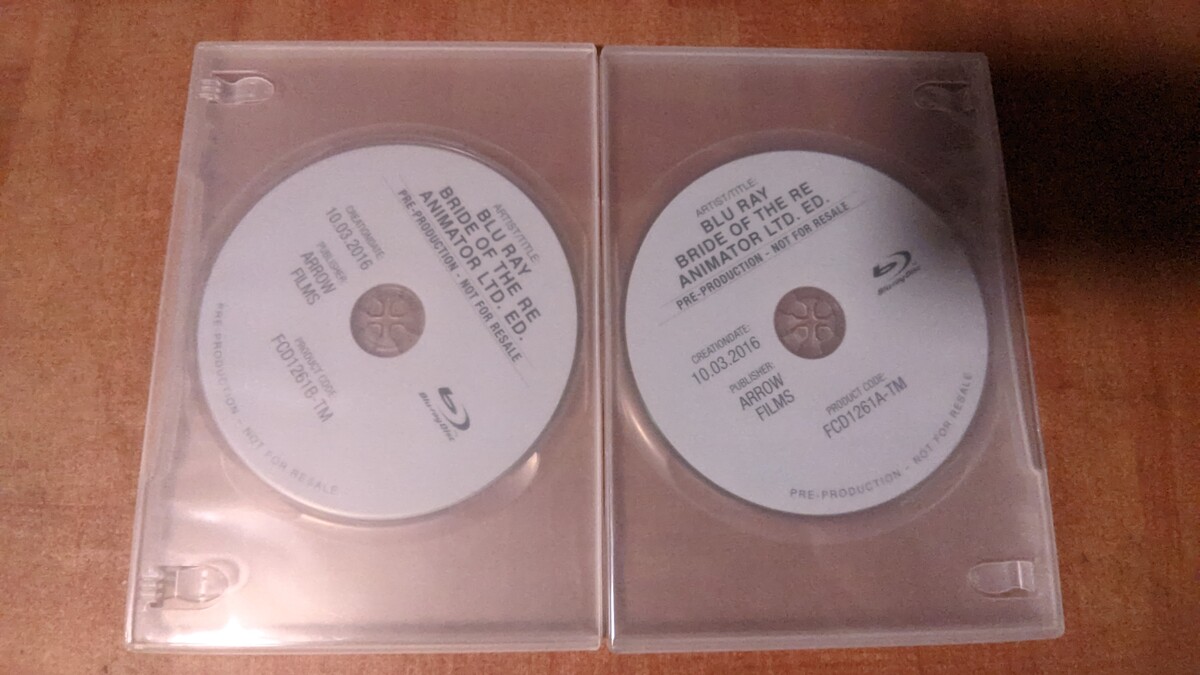 ARTIST/TITLE:
BLU RAY
BRIDE OF THE RE
ANIMATOR LTD. ED.
PRE-PRODUCTION - NOT FOR RESALE
CREATIONDATE:
10.03.2016
PUBLISHER:
ARROW
FILMS
PRODUCT CODE:
FCD1261B-TM
Blu-ray Disc
PRE-PRODUCTION - NOT FOR RESALE
ARTIST/TITLE:
BLU RAY
BRIDE OF THE RE
ANIMATOR LTD. ED.
PRE-PRODUCTION - NOT FOR RESALE
Blu-ray Disc
CREATIONDATE:
10.03.2016
PUBLISHER:
ARROW
FILMS
PRODUCT CODE:
FCD1261A-TM
PRE-PRODUCTION - NOT FOR RESALE